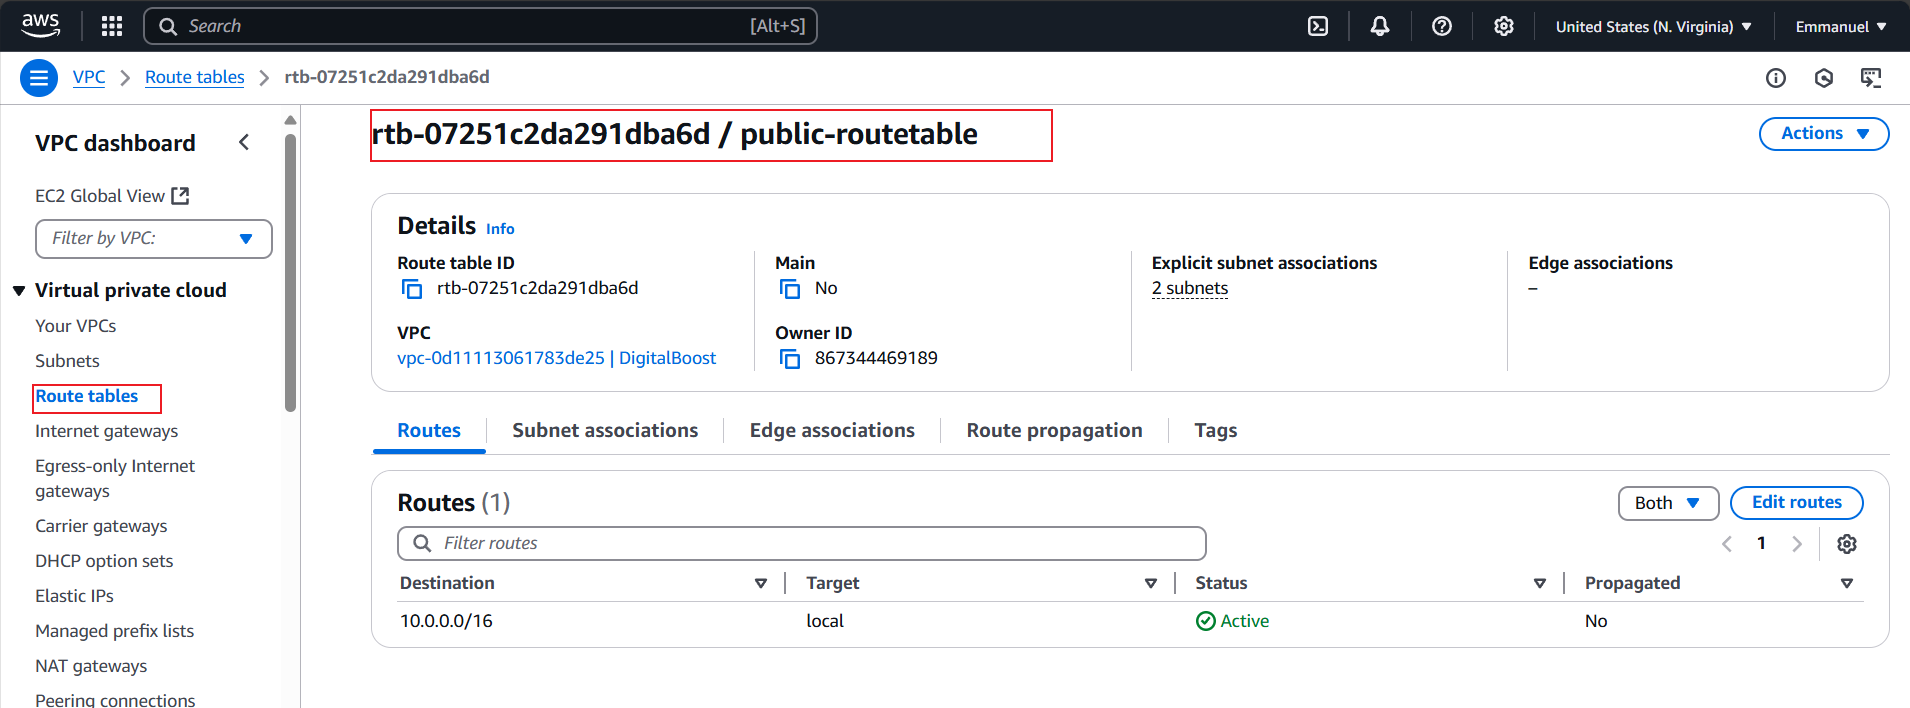 aws
Search [Alt+S]
United States (N. Virginia)
Emmanuel
VPC
Route tables
rtb-07251c2da291dba6d
VPC dashboard
EC2 Global View
Filter by VPC:
Virtual private cloud
Your VPCs
Subnets
Route tables
Internet gateways
Egress-only Internet
gateways
Carrier gateways
DHCP option sets
Elastic IPs
Managed prefix lists
NAT gateways
Peering connections
rtb-07251c2da291dba6d / public-routetable
Actions
Details Info
Route table ID
rtb-07251c2da291dba6d
Main
No
Explicit subnet associations
2 subnets
Edge associations
–
VPC
vpc-0d11113061783de25 | DigitalBoost
Owner ID
867344469189
Routes
Subnet associations
Edge associations
Route propagation
Tags
Routes (1)
Both
Edit routes
Filter routes
1
Destination Target Status Propagated
10.0.0.0/16 local Active No